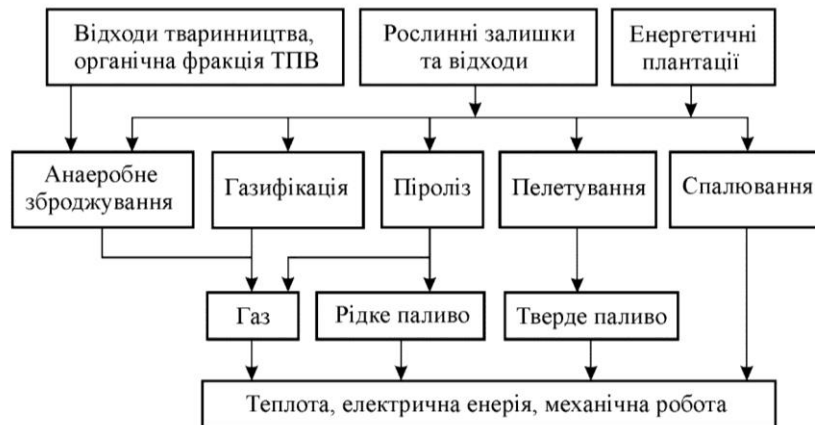 Відходи тваринництва,
органічна фракція ТПВ
Рослинні залишки
та відходи
Енергетичні
плантації
Анаеробне
зброджування
Газифікація
Піроліз
Пелетування
Спалювання
Газ
Рідке паливо
Тверде паливо
Теплота, електрична енерія, механічна робота